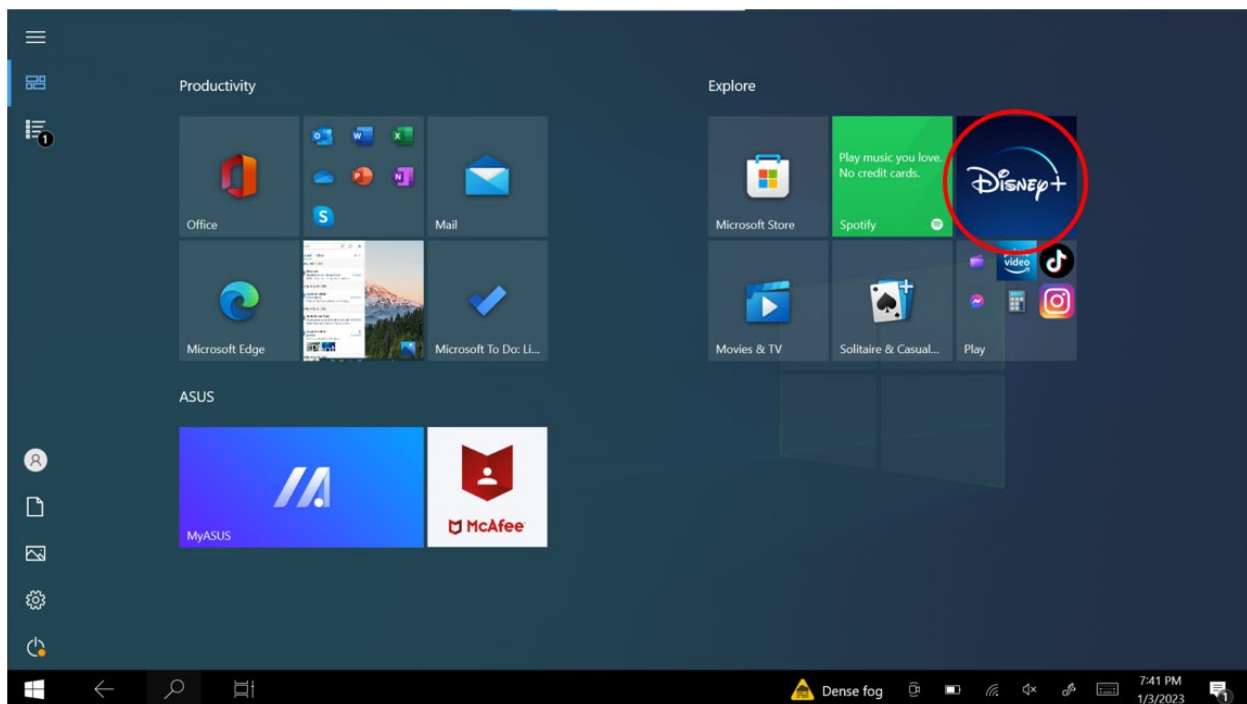 Productivity
Explore
1
Play music you love.
No credit cards.
Disney+
Office
Mail
Microsoft Store
Spotify
video
Microsoft Edge
Microsoft To Do: Li...
Movies & TV
Solitaire & Casual...
Play
ASUS
MyASUS
McAfee
Dense fog
7:41 PM
1/3/2023
1